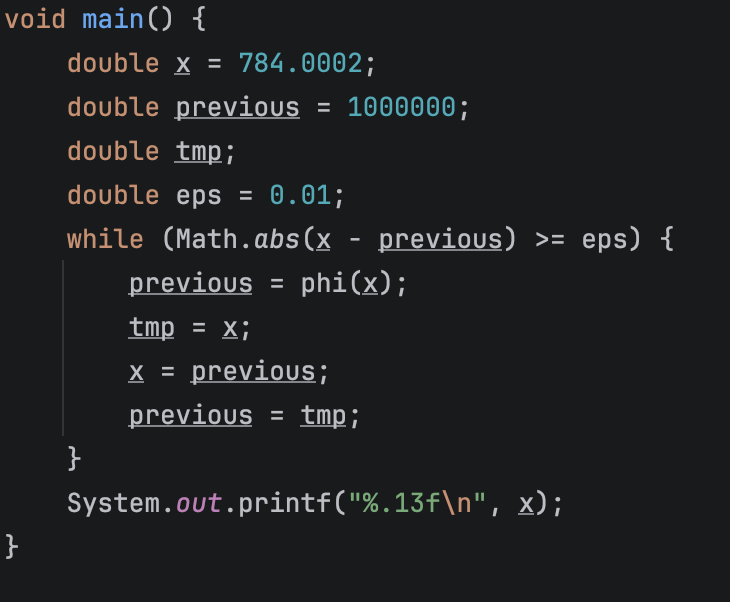 void main() {
    double x = 784.0002;
    double previous = 1000000;
    double tmp;
    double eps = 0.01;
    while (Math.abs(x - previous) >= eps) {
        previous = phi(x);
        tmp = x;
        x = previous;
        previous = tmp;
    }
    System.out.printf("%.13f\n", x);
}